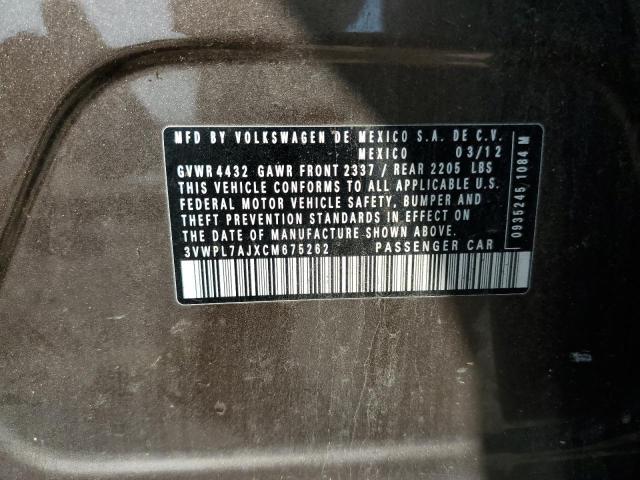 MFD BY VOLKSWAGEN DE MEXICO S.A. DE C.V.
MEXICO 03/12
GVWR 4432 GAWR FRONT 2337 / REAR 2205 LBS
THIS VEHICLE CONFORMS TO ALL APPLICABLE U.S.
FEDERAL MOTOR VEHICLE SAFETY, BUMPER AND
THEFT PREVENTION STANDARDS IN EFFECT ON
THE DATE OF MANUFACTURE SHOWN ABOVE.
3VWPL7AJXCM675262 PASSENGER CAR
0935245 1084 M